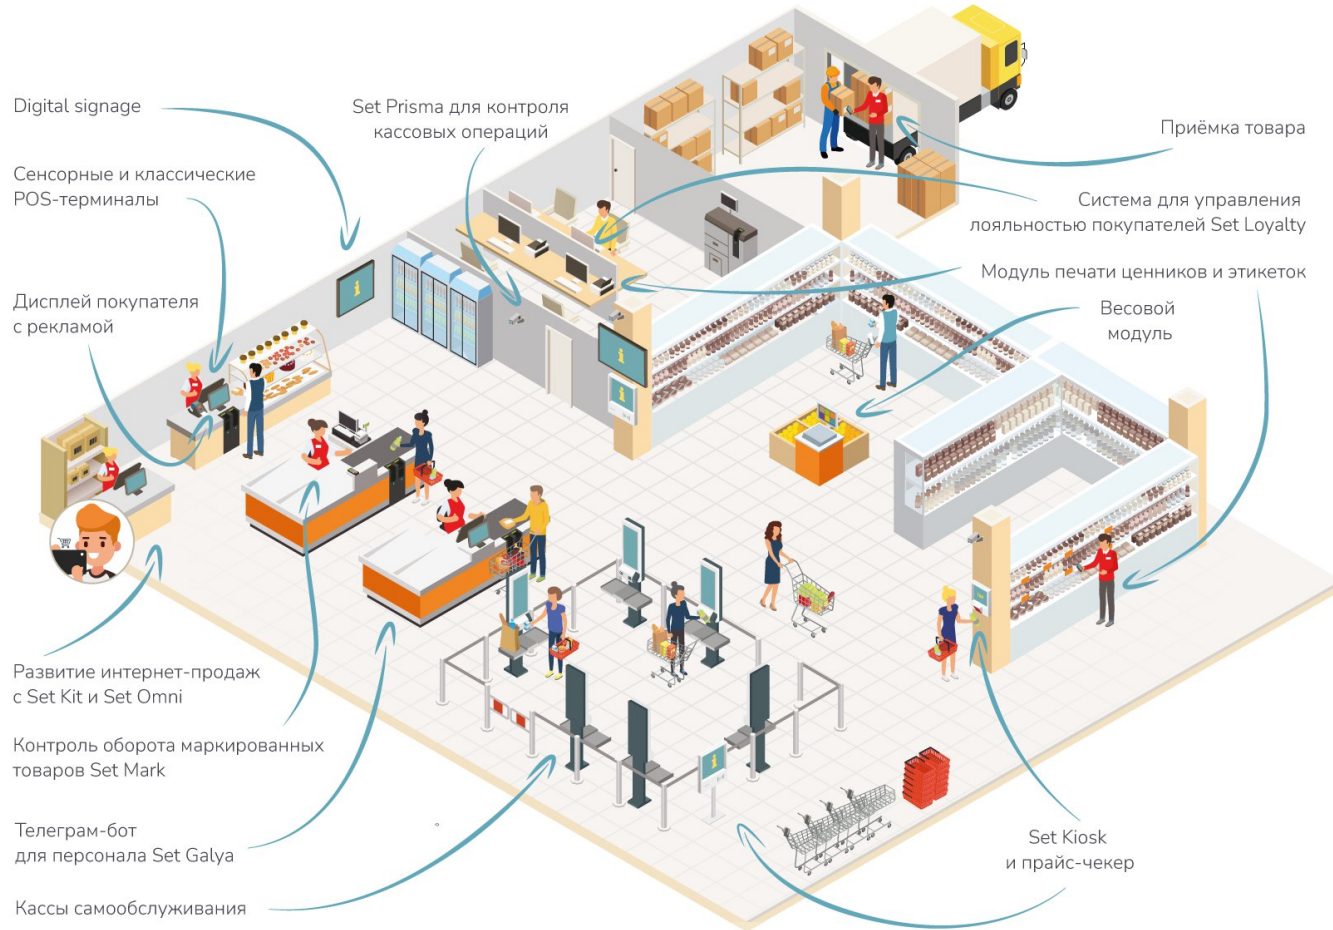 Digital signage
Сенсорные и классические
POS-терминалы
Дисплей покупателя
с рекламой
Set Prisma для контроля
кассовых операций
Приёмка товара
Система для управления
лояльностью покупателей Set Loyalty
Модуль печати ценников и этикеток
Весовой
модуль
i
i
i
i
Развитие интернет-продаж
с Set Kit и Set Omni
Контроль оборота маркированных
товаров Set Mark
Телеграм-бот
для персонала Set Galya
Кассы самообслуживания
Set Kiosk
и прайс-чекер